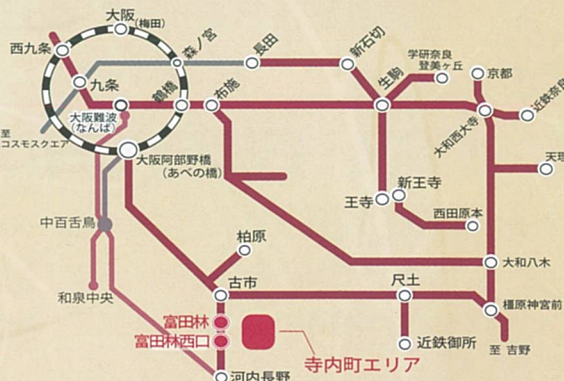 大阪(梅田)
西九条
森ノ宮
長田
新石切
学研奈良
登美ヶ丘
京都
九条
鶴橋
布施
生駒
大阪難波
(なんば)
大和西大寺
近鉄奈良
至
コスモスクエア
大阪阿部野橋
(あべの橋)
天理
王寺
新王寺
西田原本
中百舌鳥
柏原
大和八木
和泉中央
古市
尺土
橿原神宮前
富田林
富田林西口
近鉄御所
至 吉野
寺内町エリア
河内長野